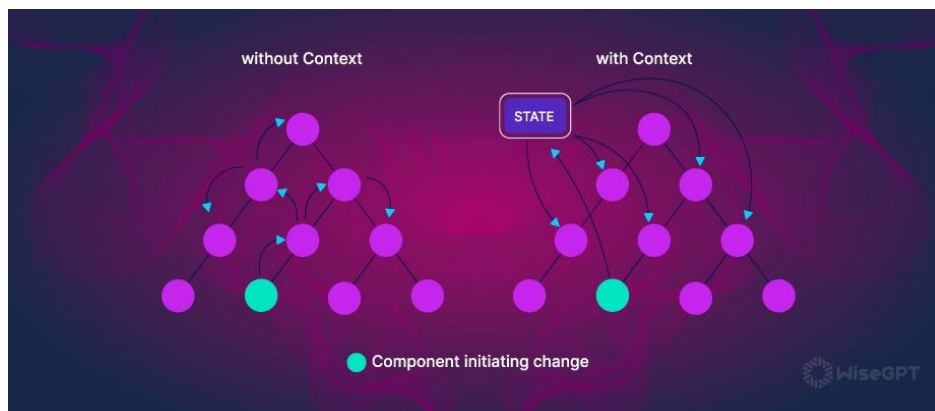 without Context
with Context
STATE
Component initiating change
WiseGPT